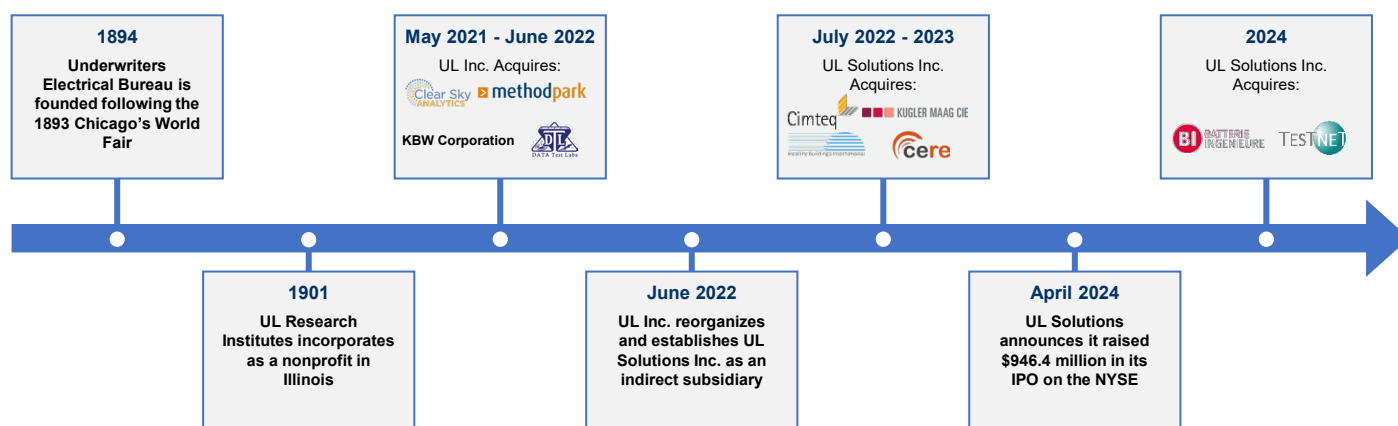 1894
Underwriters
Electrical Bureau is
founded following the
1893 Chicago's World
Fair
May 2021 - June 2022
UL Inc. Acquires:
Clear Sky
ANALYTICS
methodpark
KBW Corporation
DTL
DATA Test Labs
July 2022 - 2023
UL Solutions Inc.
Acquires:
Cimteq
KUGLER MAAG CIE
Healthy Buildings International
cere
2024
UL Solutions Inc.
Acquires:
BI
BATTERIE
INGENIEURE
TESTNET
1901
UL Research
Institutes incorporates
as a nonprofit in
Illinois
June 2022
UL Inc. reorganizes
and establishes UL
Solutions Inc. as an
indirect subsidiary
April 2024
UL Solutions
announces it raised
$946.4 million in its
IPO on the NYSE